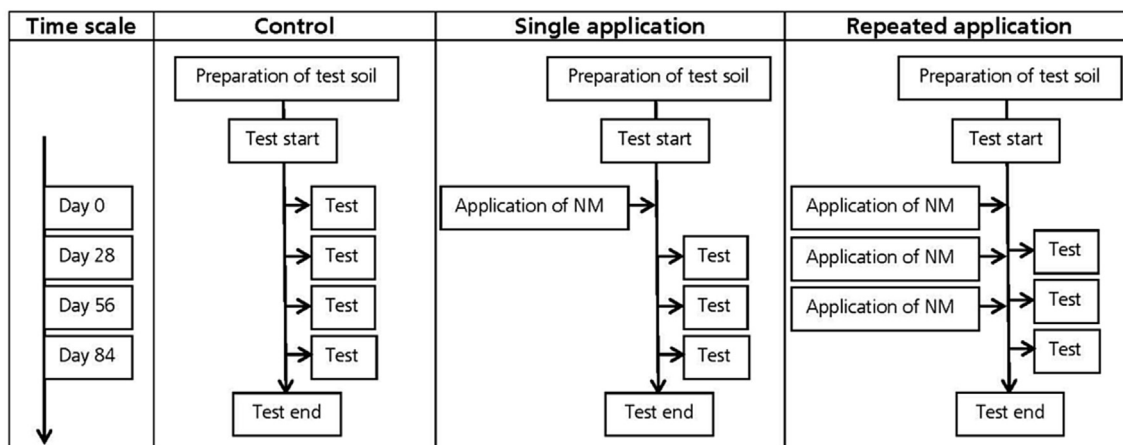 Time scale
Control
Single application
Repeated application
Preparation of test soil
Preparation of test soil
Preparation of test soil
Test start
Test start
Test start
Day 0
Test
Application of NM
Application of NM
Day 28
Test
Test
Application of NM
Test
Day 56
Test
Test
Application of NM
Test
Day 84
Test
Test
Test
Test end
Test end
Test end